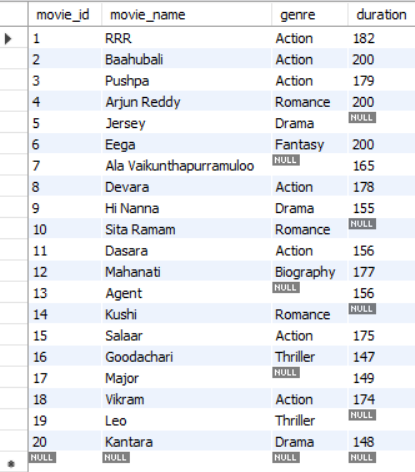 movie_id movie_name genre duration
1 RRR Action 182
2 Baahubali Action 200
3 Pushpa Action 179
4 Arjun Reddy Romance 200
5 Jersey Drama NULL
6 Eega Fantasy 200
7 Ala Vaikunthapurramuloo NULL 165
8 Devara Action 178
9 Hi Nanna Drama 155
10 Sita Ramam Romance NULL
11 Dasara Action 156
12 Mahanati Biography 177
13 Agent NULL 156
14 Kushi Romance NULL
15 Salaar Action 175
16 Goodachari Thriller 147
17 Major NULL 149
18 Vikram Action 174
19 Leo Thriller NULL
20 Kantara Drama 148
NULL NULL NULL NULL